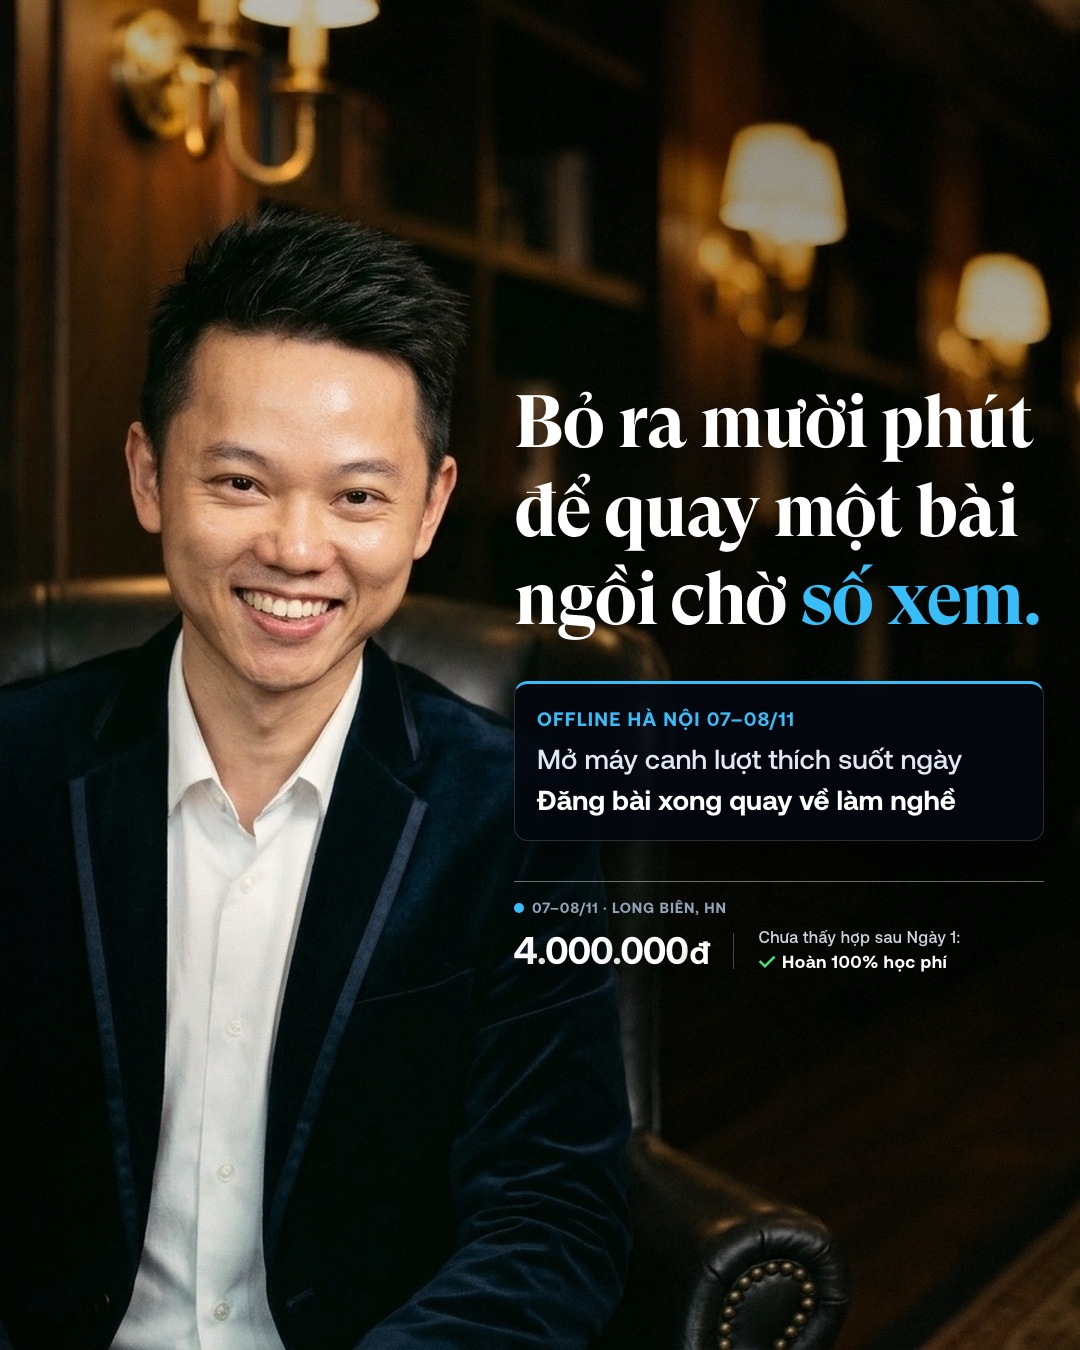 Bỏ ra mười phút
để quay một bài
ngồi chờ số xem.
OFFLINE HÀ NỘI 07–08/11
Mở máy canh lượt thích suốt ngày
Đăng bài xong quay về làm nghề
07–08/11 · LONG BIÊN, HN
4.000.000đ
Chưa thấy hợp sau Ngày 1:
Hoàn 100% học phí